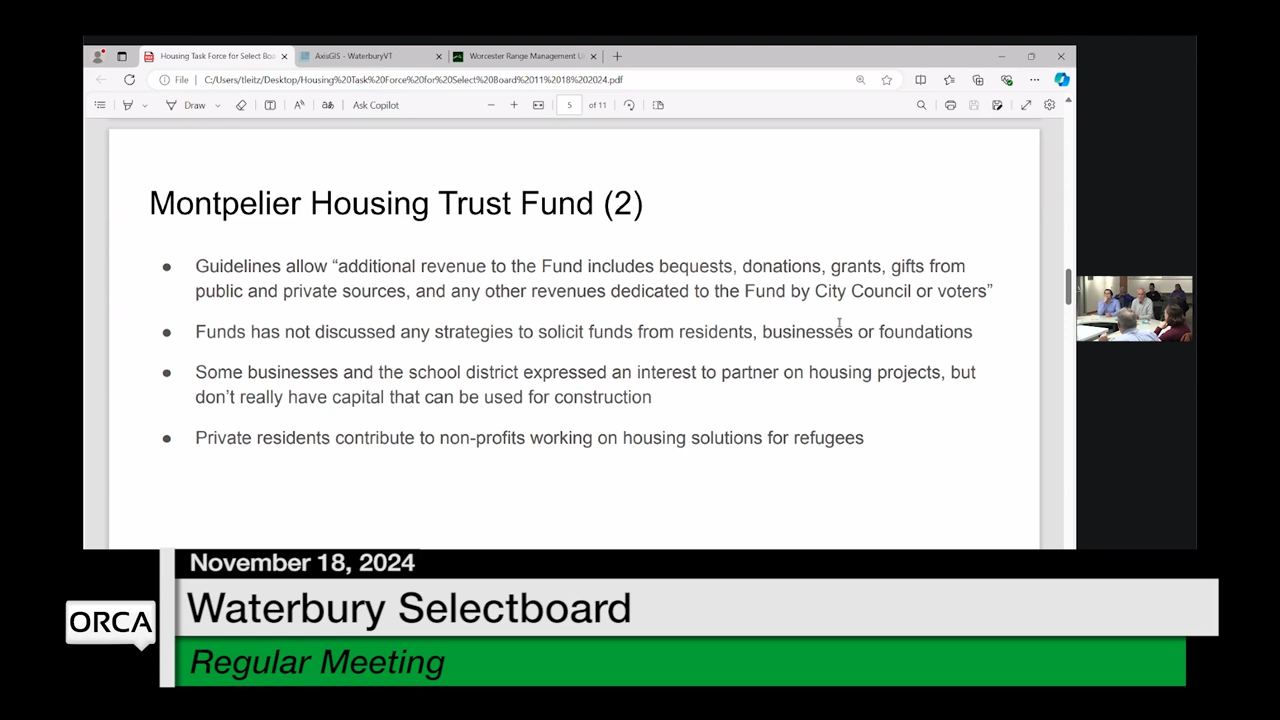 Housing Task Force for Select Boa
AxisGIS - WaterburyVT
Worcester Range Management U
File
C:/Users/tleitz/Desktop/Housing%20Task%20Force%20for%20Select%20Board%2011%2018%202024.pdf
Draw
Ask Copilot
5 of 11
Montpelier Housing Trust Fund (2)
● Guidelines allow “additional revenue to the Fund includes bequests, donations, grants, gifts from
public and private sources, and any other revenues dedicated to the Fund by City Council or voters”
● Funds has not discussed any strategies to solicit funds from residents, businesses or foundations
● Some businesses and the school district expressed an interest to partner on housing projects, but
don’t really have capital that can be used for construction
● Private residents contribute to non-profits working on housing solutions for refugees
November 18, 2024
ORCA
Waterbury Selectboard
Regular Meeting